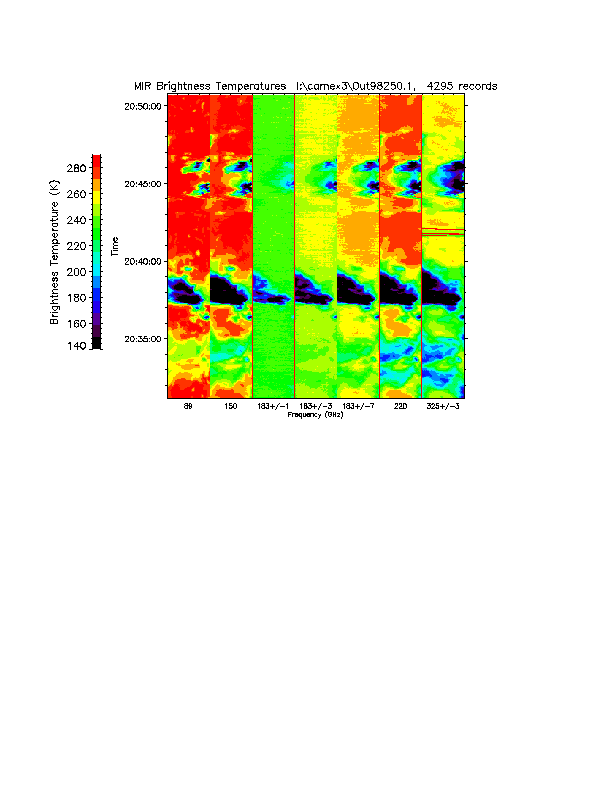 MIR Brightness Temperatures I:\camex3\Out98250.1, 4295 records
20:50:00
20:45:00
20:40:00
20:35:00
Time
Brightness Temperature (K)
280
260
240
220
200
180
160
140
89 150 183+/-1 183+/-3 183+/-7 220 325+/-3
Frequency (GHz)